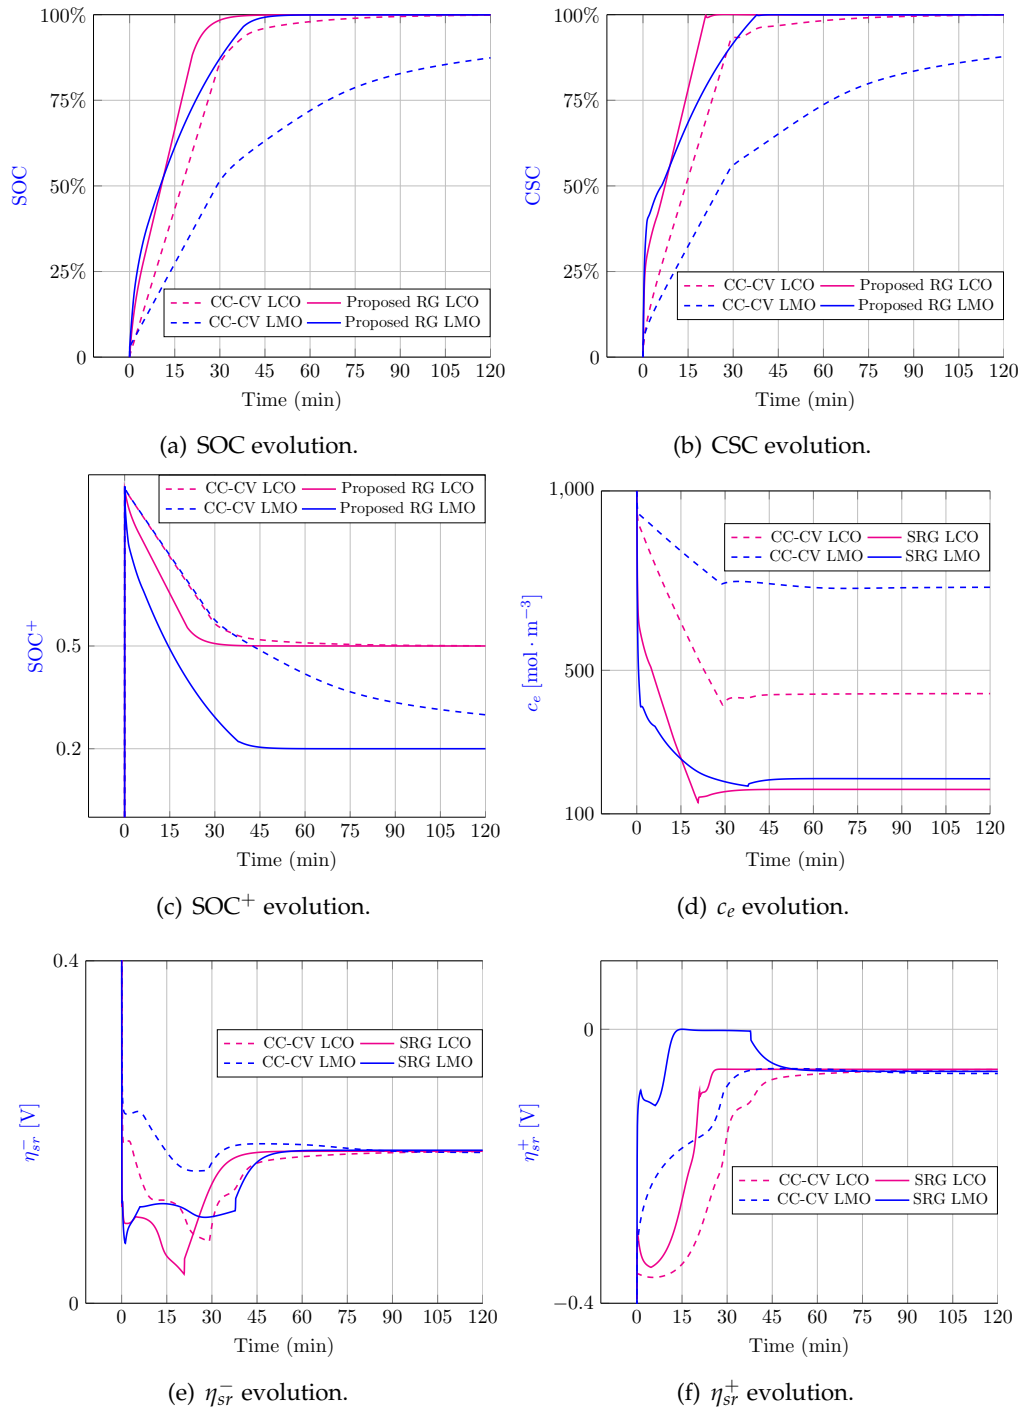 100%
75%
50%
25%
0
SOC
CC-CV LCO Proposed RG LCO
CC-CV LMO Proposed RG LMO
0 15 30 45 60 75 90 105 120
Time (min)
(a) SOC evolution.
100%
75%
50%
25%
0
CSC
CC-CV LCO Proposed RG LCO
CC-CV LMO Proposed RG LMO
0 15 30 45 60 75 90 105 120
Time (min)
(b) CSC evolution.
CC-CV LCO Proposed RG LCO
CC-CV LMO Proposed RG LMO
0.5
0.2
SOC⁺
0 15 30 45 60 75 90 105 120
Time (min)
(c) SOC⁺ evolution.
1,000
500
100
c_e [mol · m⁻³]
CC-CV LCO SRG LCO
CC-CV LMO SRG LMO
0 15 30 45 60 75 90 105 120
Time (min)
(d) c_e evolution.
0.4
0
η_sr⁻ [V]
CC-CV LCO SRG LCO
CC-CV LMO SRG LMO
0 15 30 45 60 75 90 105 120
Time (min)
(e) η_sr⁻ evolution.
0
−0.4
η_sr⁺ [V]
CC-CV LCO SRG LCO
CC-CV LMO SRG LMO
0 15 30 45 60 75 90 105 120
Time (min)
(f) η_sr⁺ evolution.